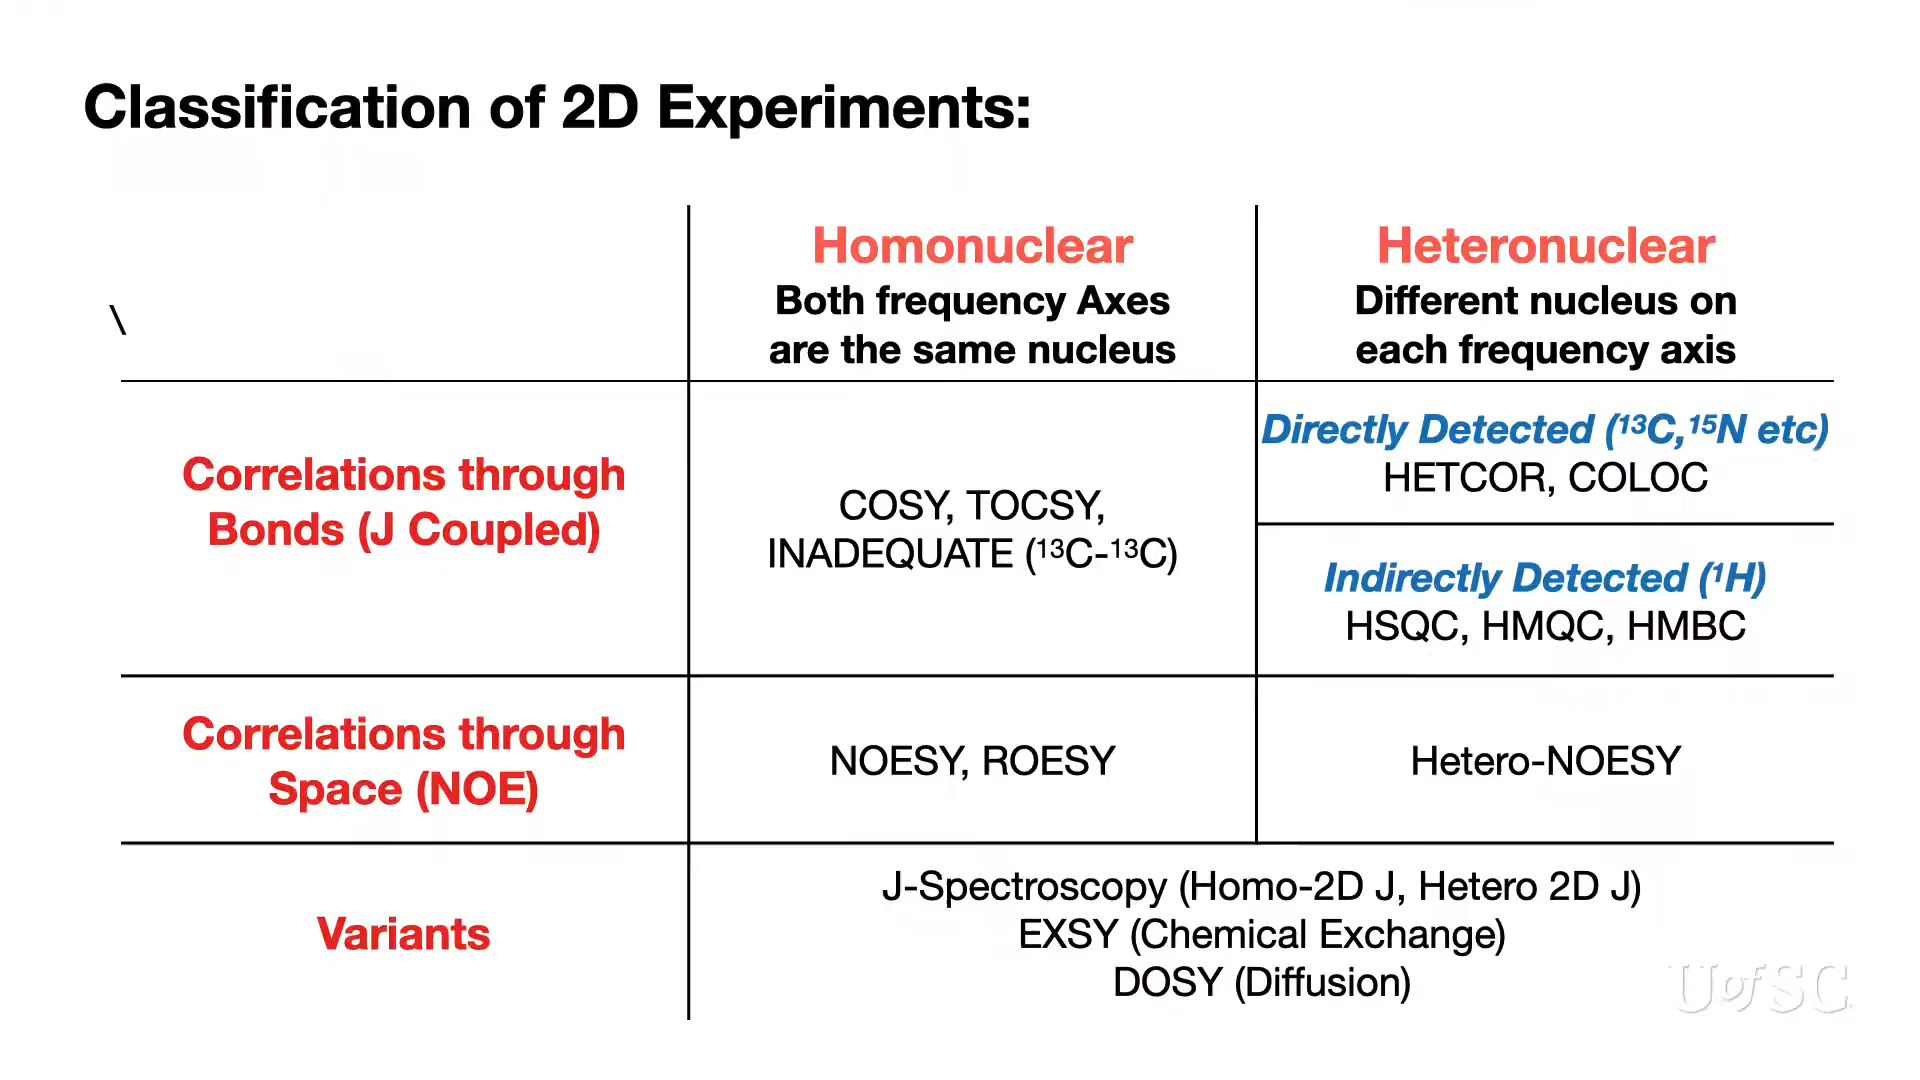 Classification of 2D Experiments:
\
Homonuclear
Both frequency Axes
are the same nucleus
Heteronuclear
Different nucleus on
each frequency axis
Correlations through
Bonds (J Coupled)
COSY, TOCSY,
INADEQUATE (¹³C-¹³C)
Directly Detected (¹³C,¹⁵N etc)
HETCOR, COLOC
Indirectly Detected (¹H)
HSQC, HMQC, HMBC
Correlations through
Space (NOE)
NOESY, ROESY
Hetero-NOESY
Variants
J-Spectroscopy (Homo-2D J, Hetero 2D J)
EXSY (Chemical Exchange)
DOSY (Diffusion)
UofSC